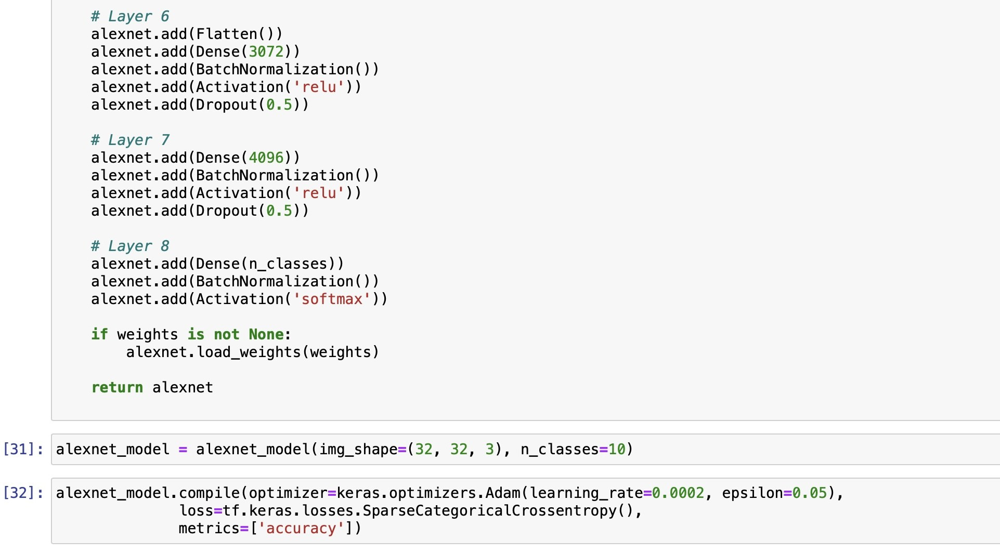 # Layer 6
alexnet.add(Flatten())
alexnet.add(Dense(3072))
alexnet.add(BatchNormalization())
alexnet.add(Activation('relu'))
alexnet.add(Dropout(0.5))
# Layer 7
alexnet.add(Dense(4096))
alexnet.add(BatchNormalization())
alexnet.add(Activation('relu'))
alexnet.add(Dropout(0.5))
# Layer 8
alexnet.add(Dense(n_classes))
alexnet.add(BatchNormalization())
alexnet.add(Activation('softmax'))
if weights is not None:
    alexnet.load_weights(weights)
return alexnet
[31]: alexnet_model = alexnet_model(img_shape=(32, 32, 3), n_classes=10)
[32]: alexnet_model.compile(optimizer=keras.optimizers.Adam(learning_rate=0.0002, epsilon=0.05),
loss=tf.keras.losses.SparseCategoricalCrossentropy(),
metrics=['accuracy'])